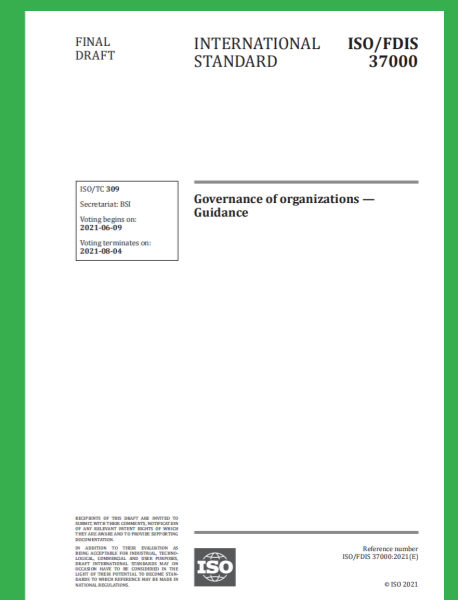 FINAL
DRAFT
INTERNATIONAL
STANDARD
ISO/FDIS
37000
ISO/TC 309
Secretariat: BSI
Voting begins on:
2021-06-09
Voting terminates on:
2021-08-04
Governance of organizations —
Guidance
RECIPIENTS OF THIS DRAFT ARE INVITED TO
SUBMIT, WITH THEIR COMMENTS, NOTIFICATION
OF ANY RELEVANT PATENT RIGHTS OF WHICH
THEY ARE AWARE AND TO PROVIDE SUPPORTING
DOCUMENTATION.
IN ADDITION TO THEIR EVALUATION AS
BEING ACCEPTABLE FOR INDUSTRIAL, TECHNO-
LOGICAL, COMMERCIAL AND USER PURPOSES,
DRAFT INTERNATIONAL STANDARDS MAY ON
OCCASION HAVE TO BE CONSIDERED IN THE
LIGHT OF THEIR POTENTIAL TO BECOME STAN-
DARDS TO WHICH REFERENCE MAY BE MADE IN
NATIONAL REGULATIONS.
ISO
Reference number
ISO/FDIS 37000:2021(E)
© ISO 2021